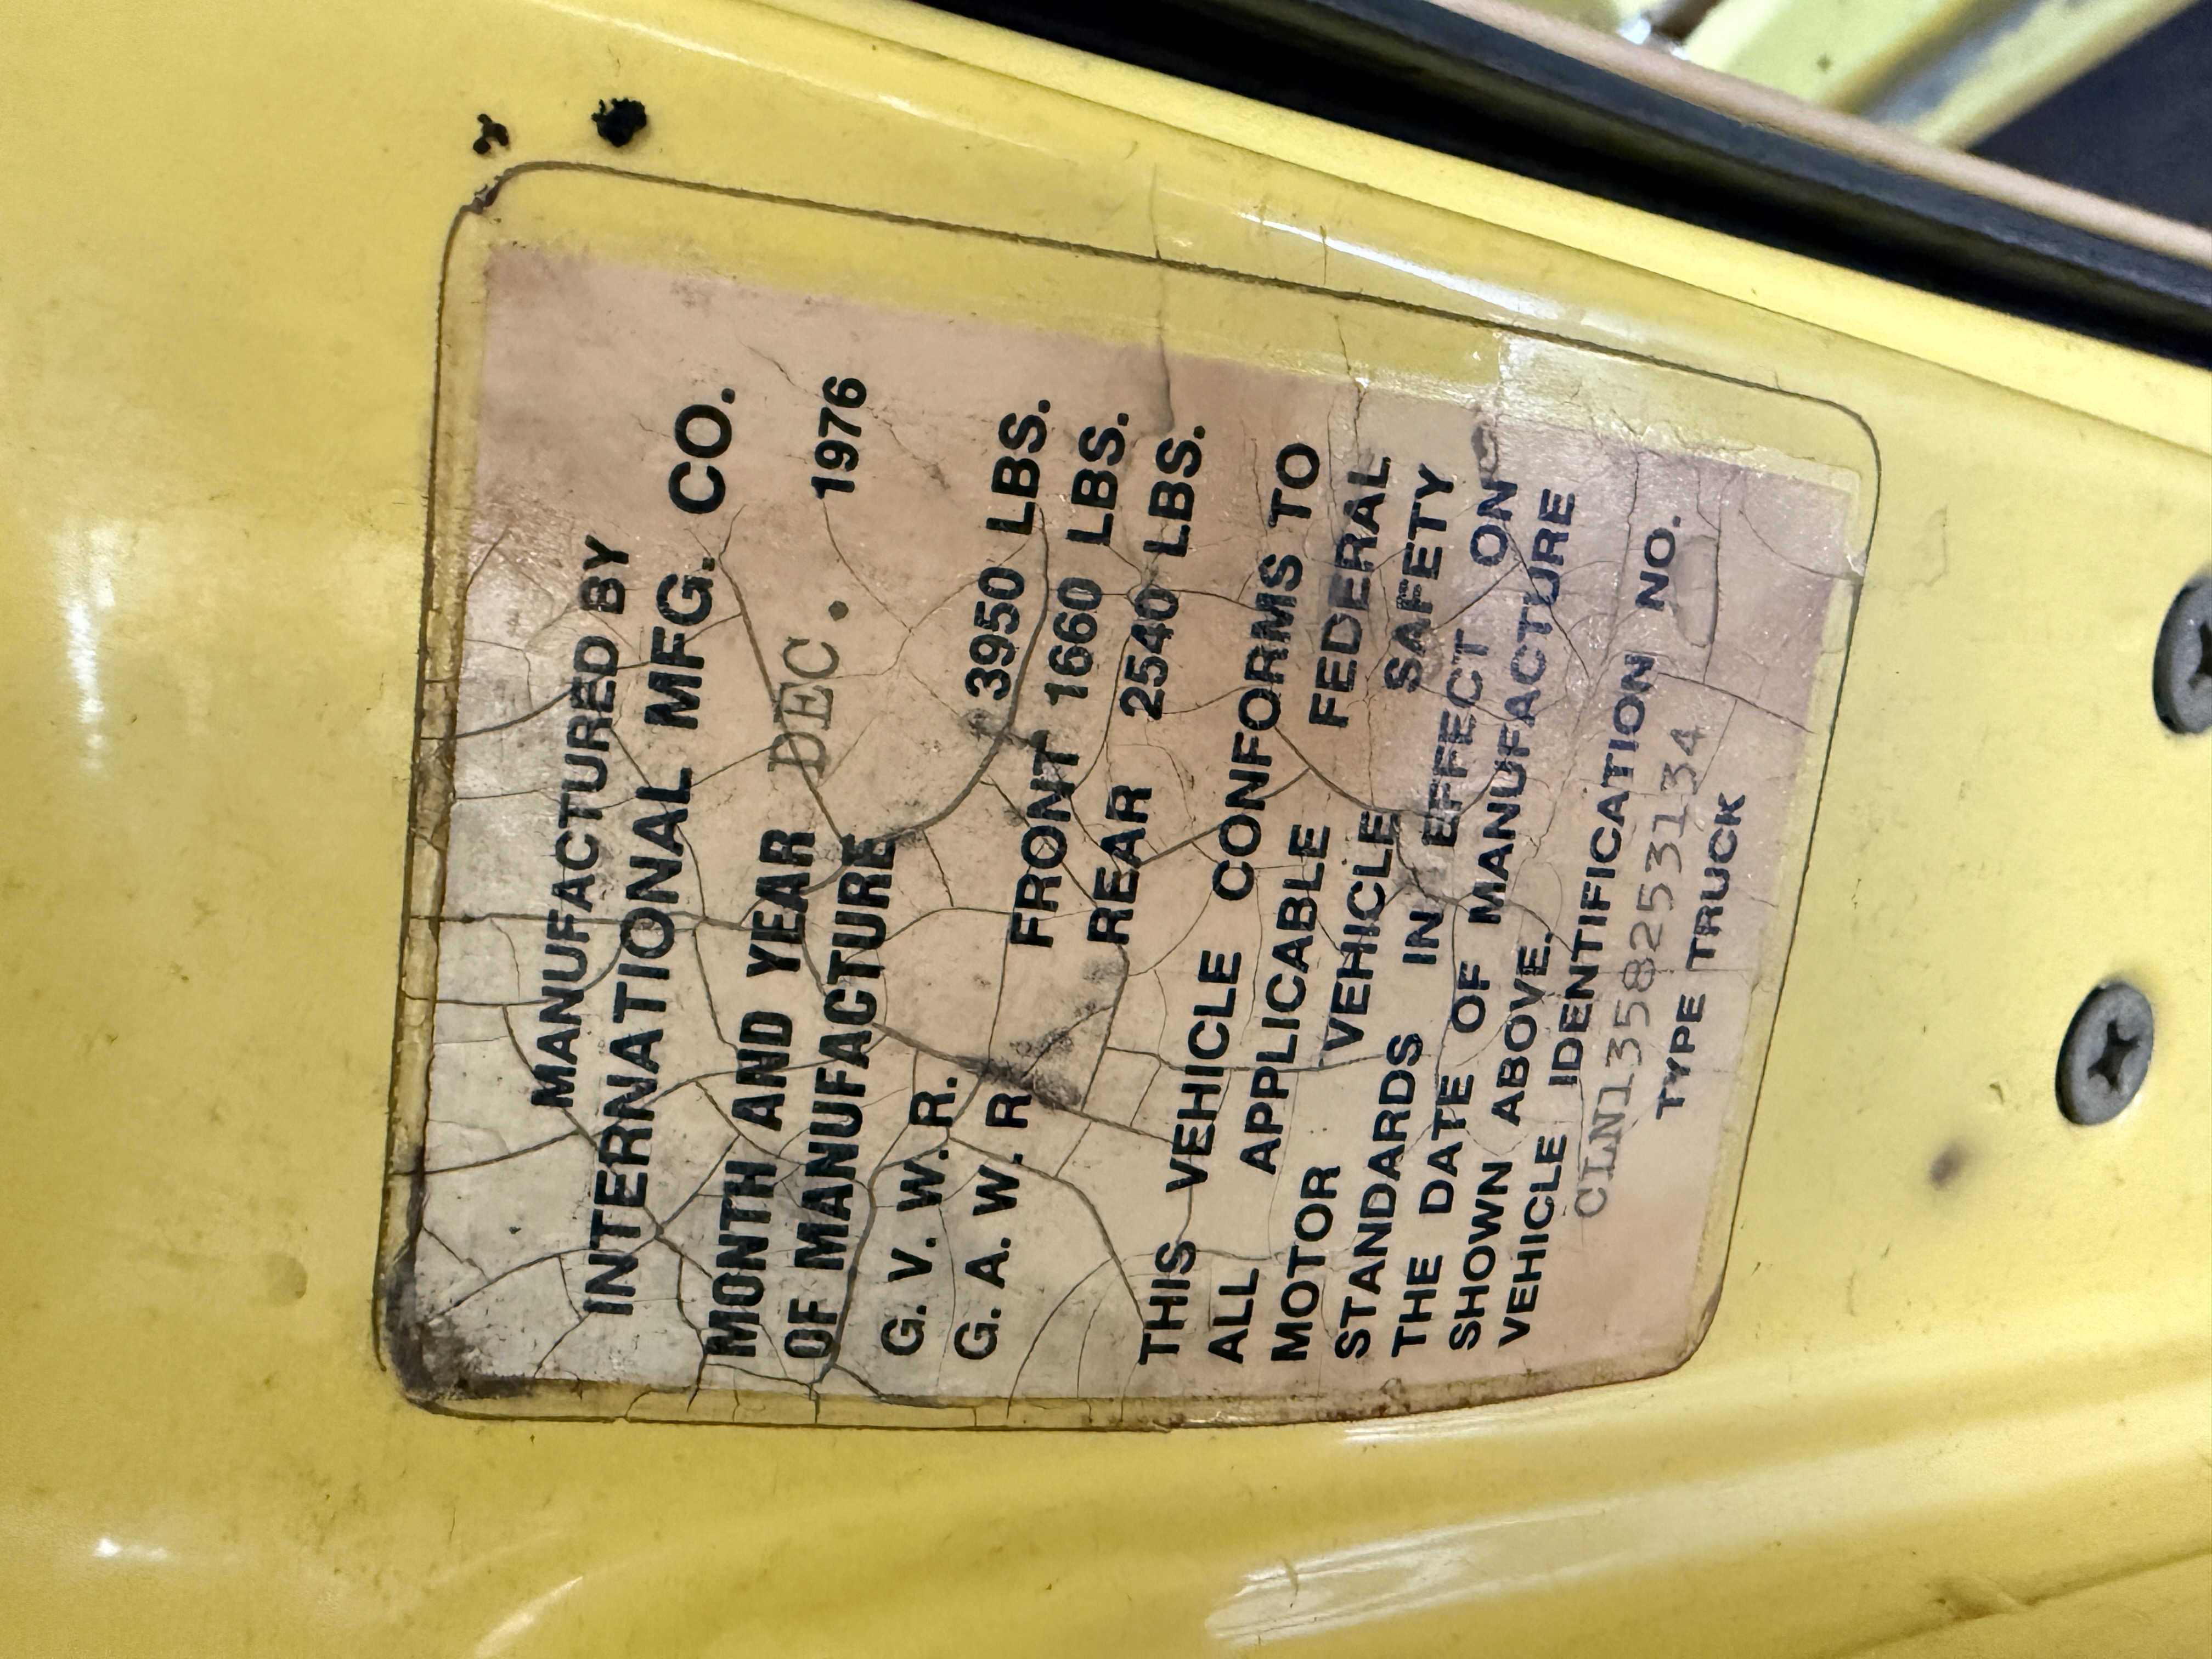 MANUFACTURED BY
INTERNATIONAL MFG. CO.
MONTH AND YEAR DEC. 1976
OF MANUFACTURE
G. V. W. R. 3950 LBS.
G. A. W. R. FRONT 1660 LBS.
REAR 2540 LBS.
THIS VEHICLE CONFORMS TO
ALL APPLICABLE FEDERAL
MOTOR VEHICLE SAFETY
STANDARDS IN EFFECT ON
THE DATE OF MANUFACTURE
SHOWN ABOVE.
VEHICLE IDENTIFICATION NO.
CLN1358253134
TYPE TRUCK